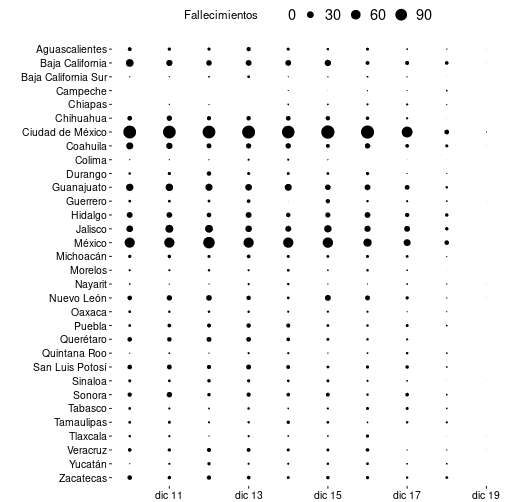 Fallecimientos 0 30 60 90
Aguascalientes
Baja California
Baja California Sur
Campeche
Chiapas
Chihuahua
Ciudad de México
Coahuila
Colima
Durango
Guanajuato
Guerrero
Hidalgo
Jalisco
México
Michoacán
Morelos
Nayarit
Nuevo León
Oaxaca
Puebla
Querétaro
Quintana Roo
San Luis Potosí
Sinaloa
Sonora
Tabasco
Tamaulipas
Tlaxcala
Veracruz
Yucatán
Zacatecas
dic 11 dic 13 dic 15 dic 17 dic 19